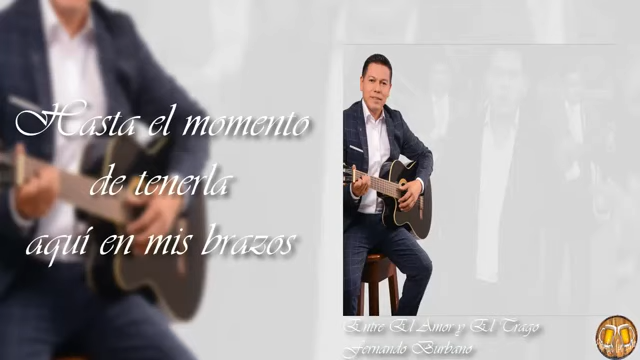 Hasta el momento
de tenerla
aquí en mis brazos
Entre El Amor y El Trago
Fernando Burbano